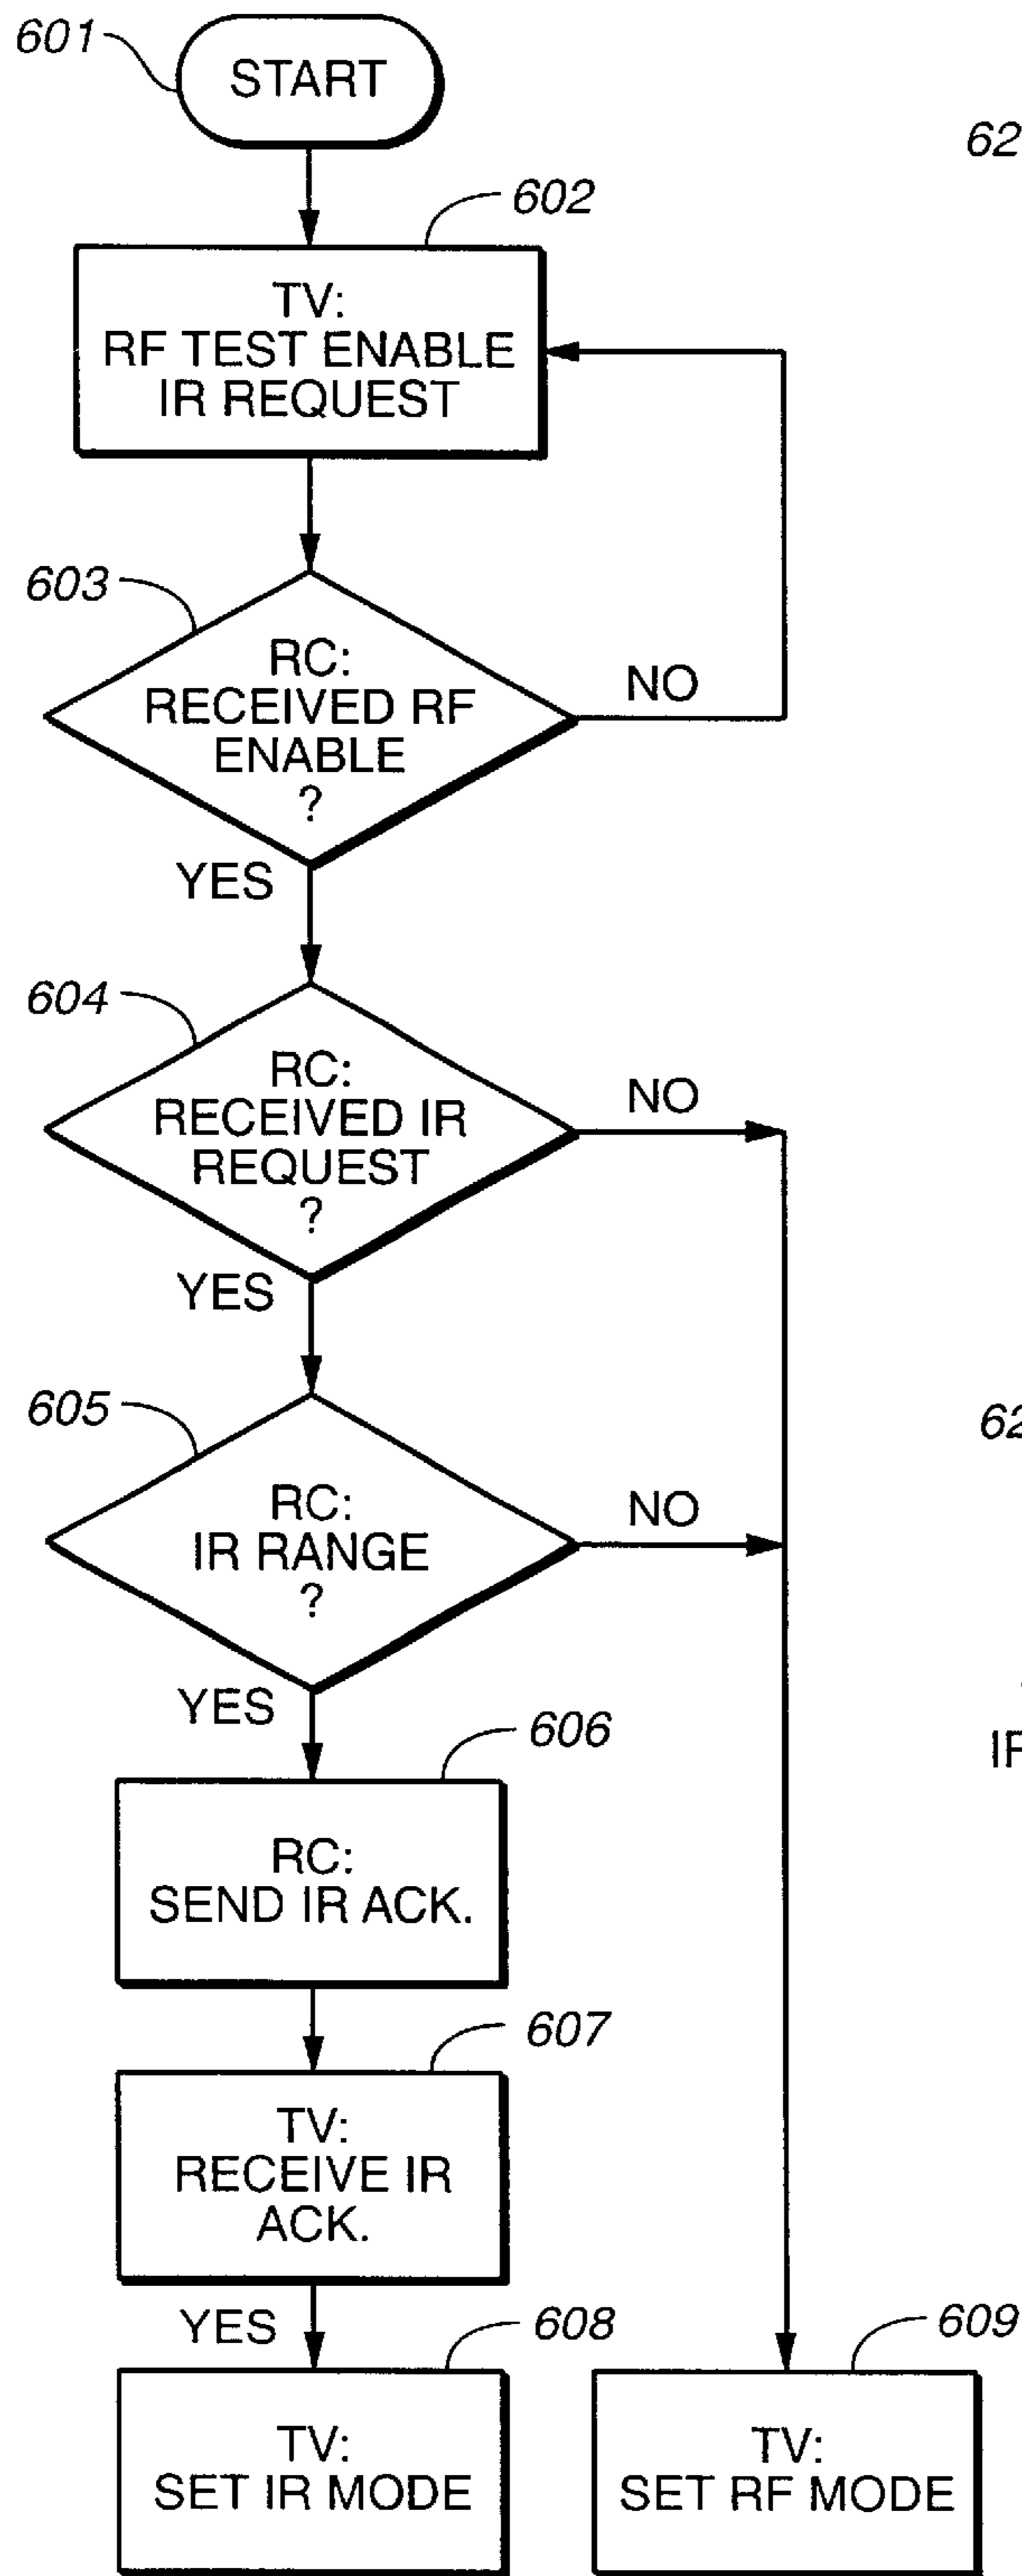 601
START
602
TV:
RF TEST ENABLE
IR REQUEST
603
RC:
RECEIVED RF
ENABLE
?
NO
YES
604
RC:
RECEIVED IR
REQUEST
?
NO
YES
605
RC:
IR RANGE
?
NO
YES
606
RC:
SEND IR ACK.
607
TV:
RECEIVE IR
ACK.
YES
608
TV:
SET IR MODE
609
TV:
SET RF MODE
62
62